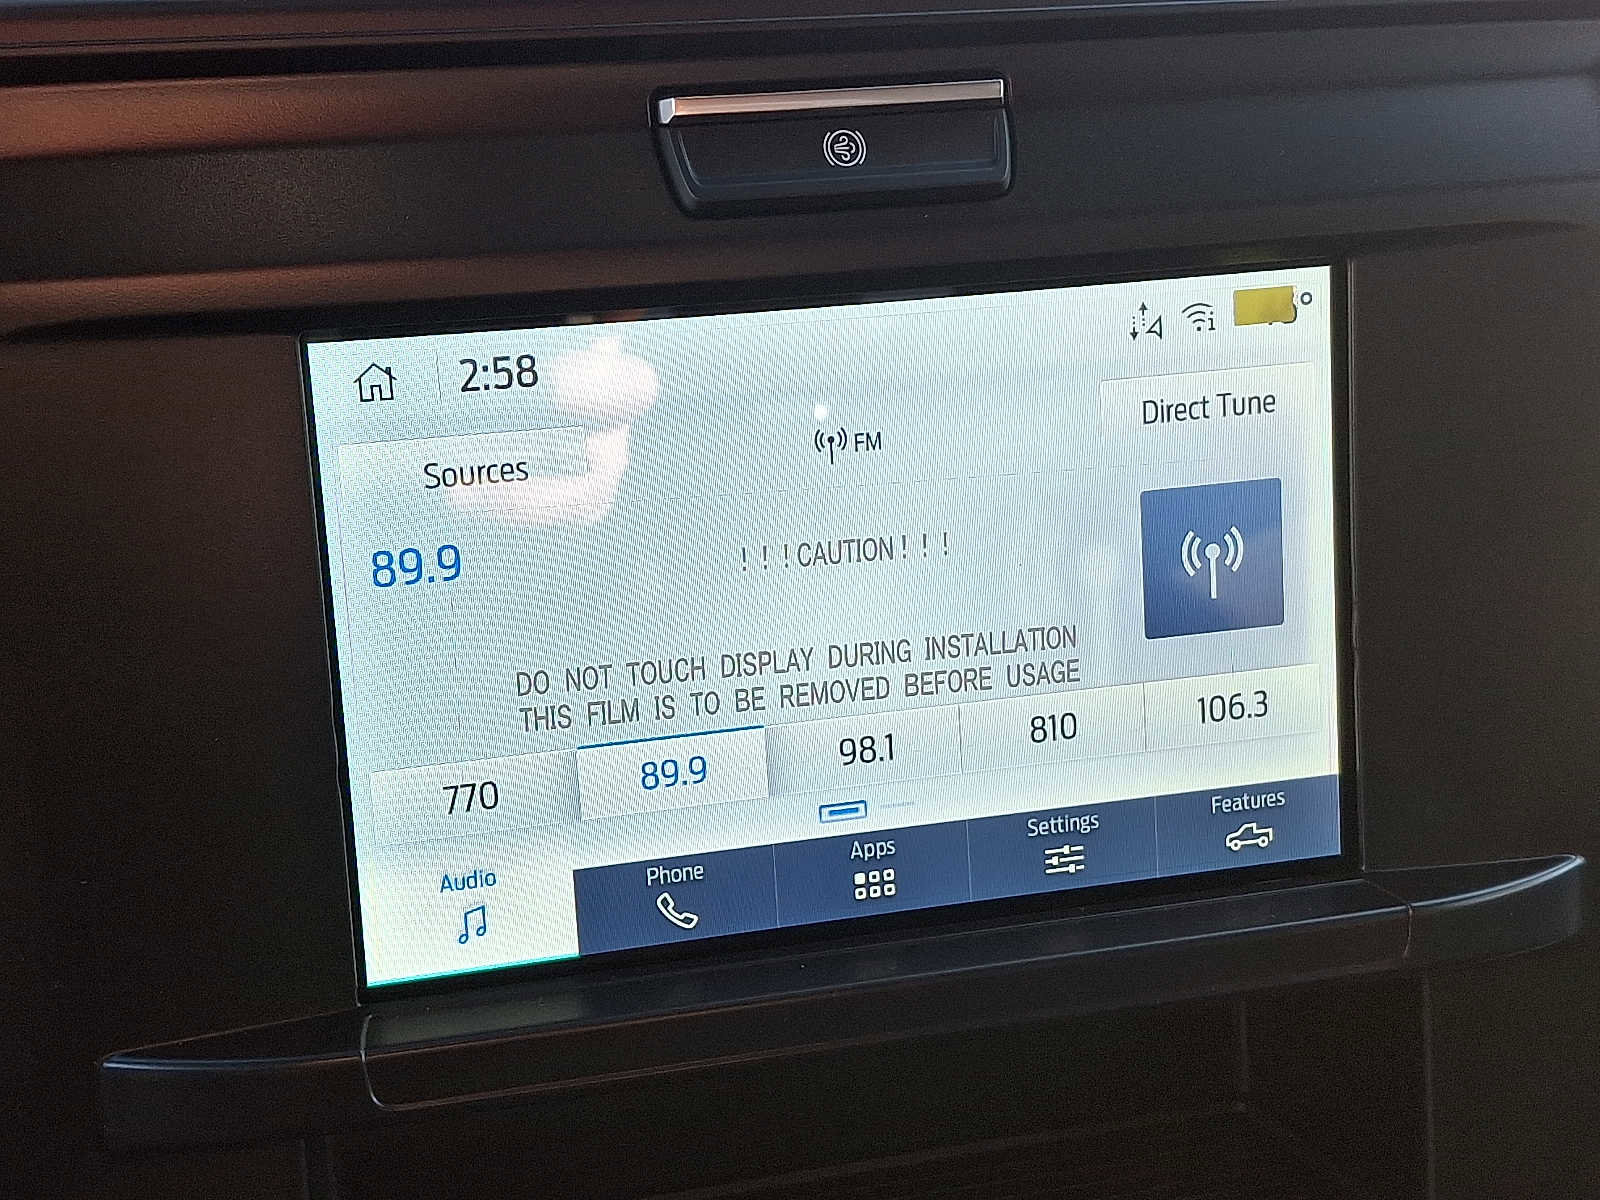 2:58
Direct Tune
FM
Sources
89.9
! ! ! CAUTION ! ! !
DO NOT TOUCH DISPLAY DURING INSTALLATION
THIS FILM IS TO BE REMOVED BEFORE USAGE
770 89.9 98.1 810 106.3
Audio Phone Apps Settings Features